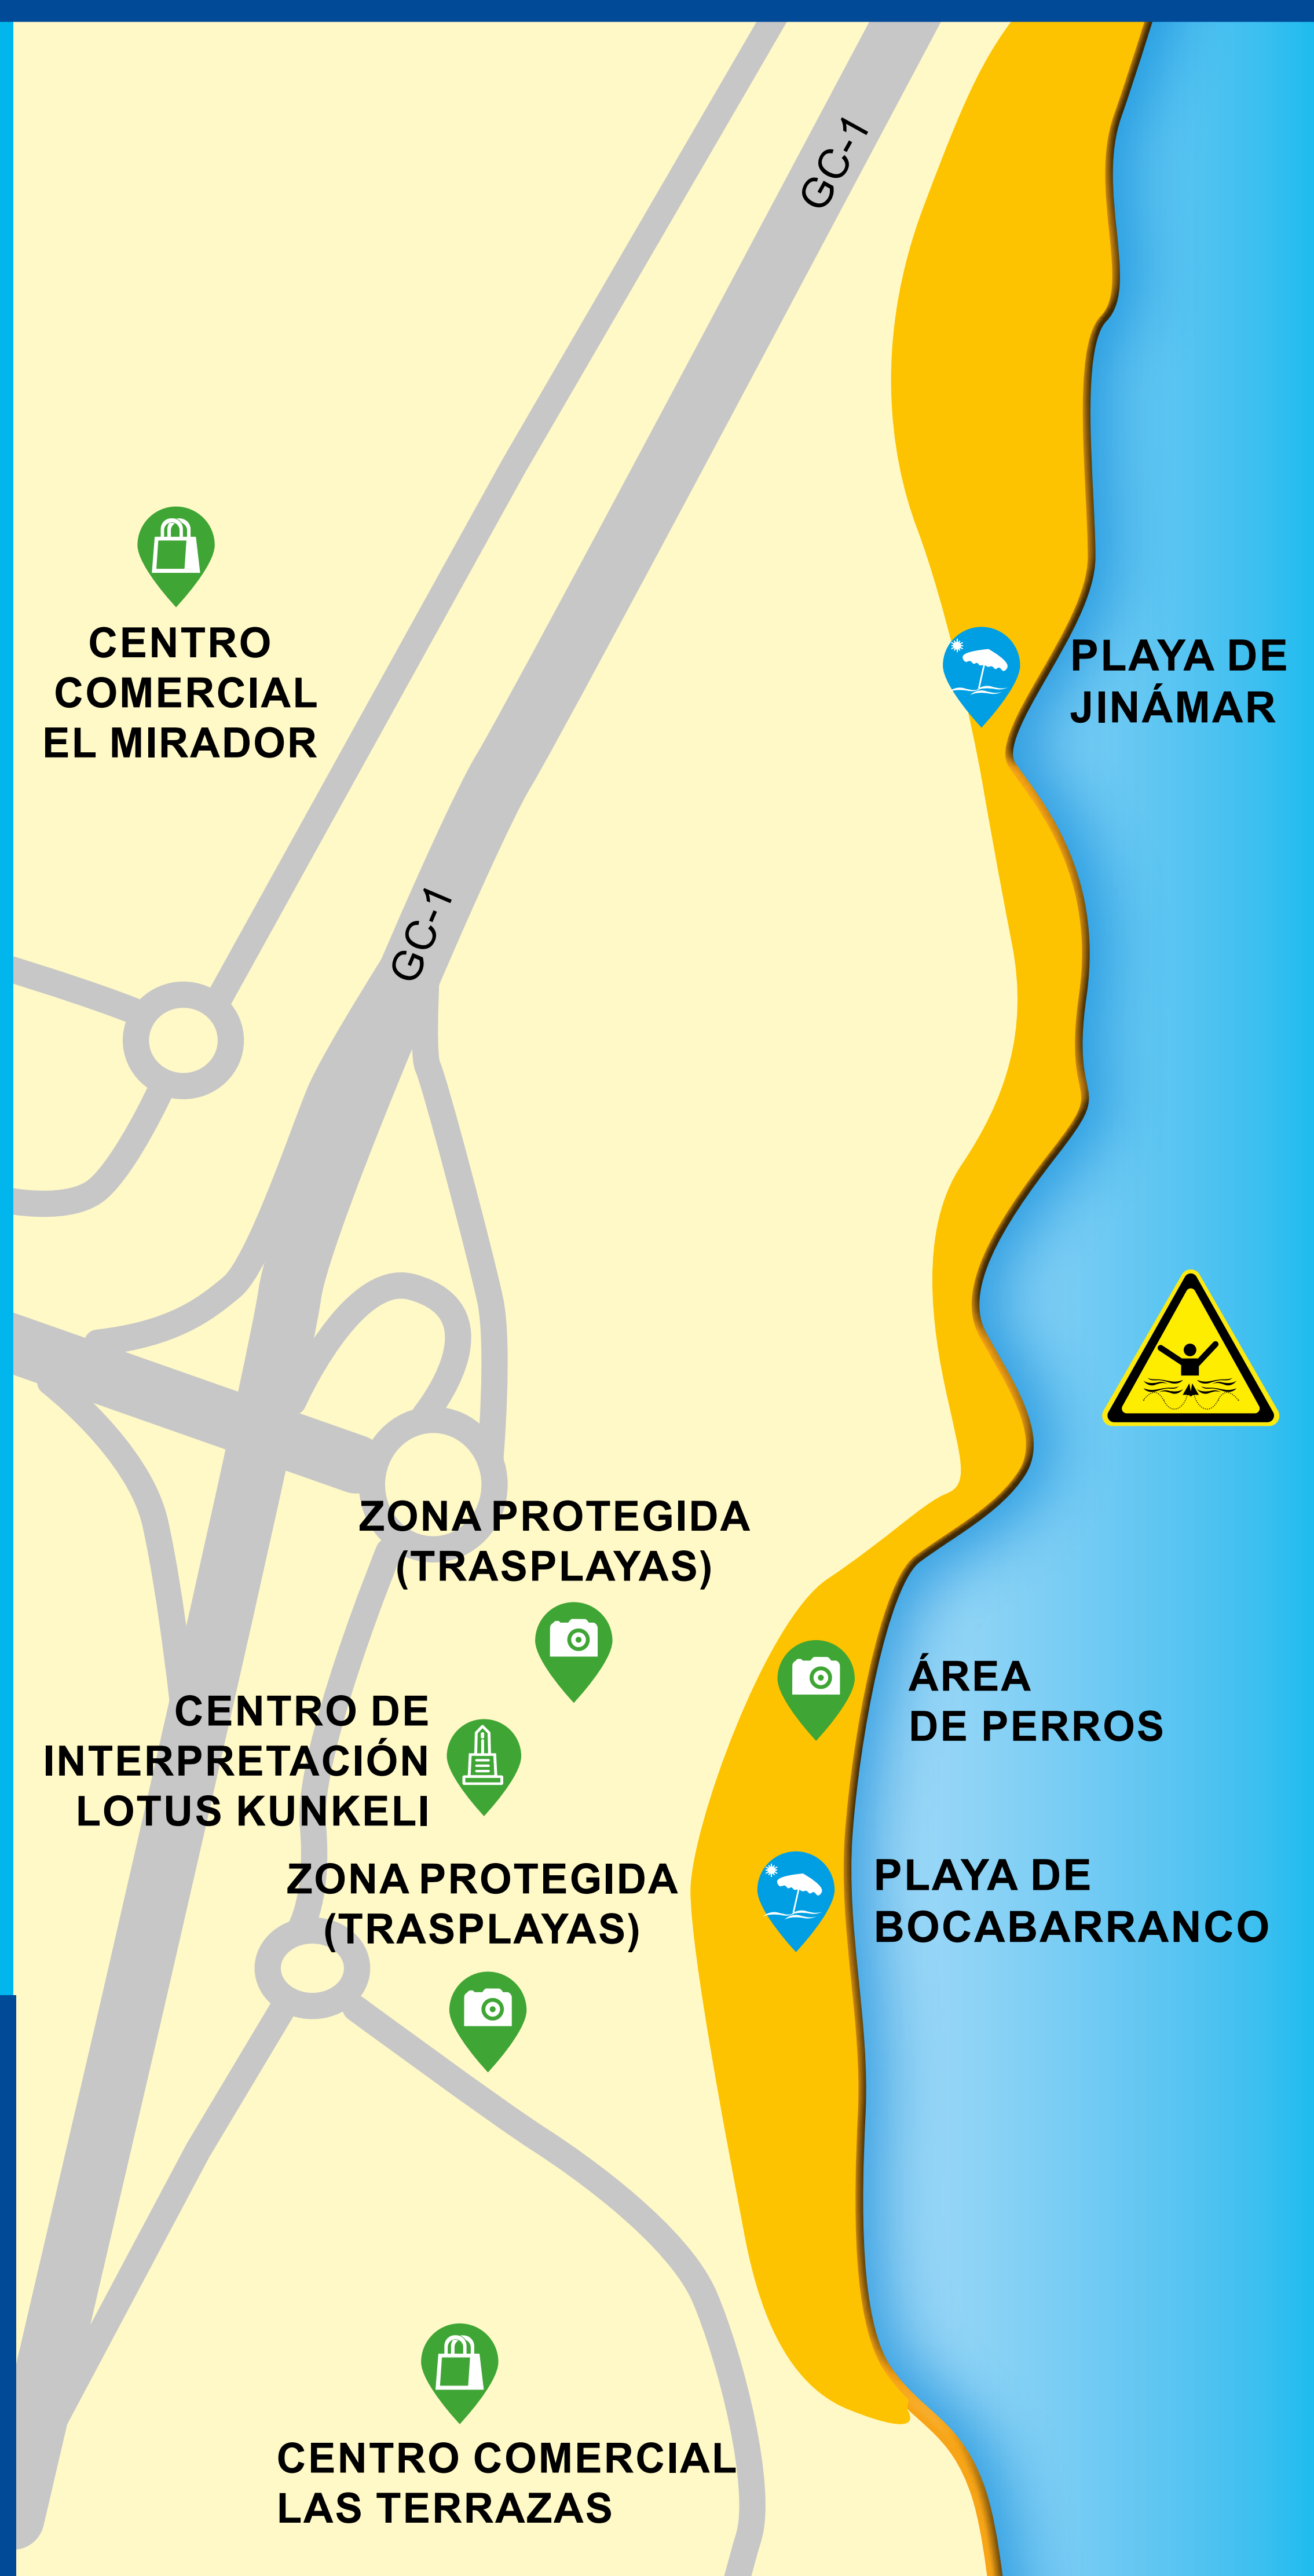 GC-1
CENTRO
COMERCIAL
EL MIRADOR
PLAYA DE
JINÁMAR
GC-1
ZONA PROTEGIDA
(TRASPLAYAS)
ÁREA
DE PERROS
CENTRO DE
INTERPRETACIÓN
LOTUS KUNKELI
ZONA PROTEGIDA
(TRASPLAYAS)
PLAYA DE
BOCABARRANCO
CENTRO COMERCIAL
LAS TERRAZAS